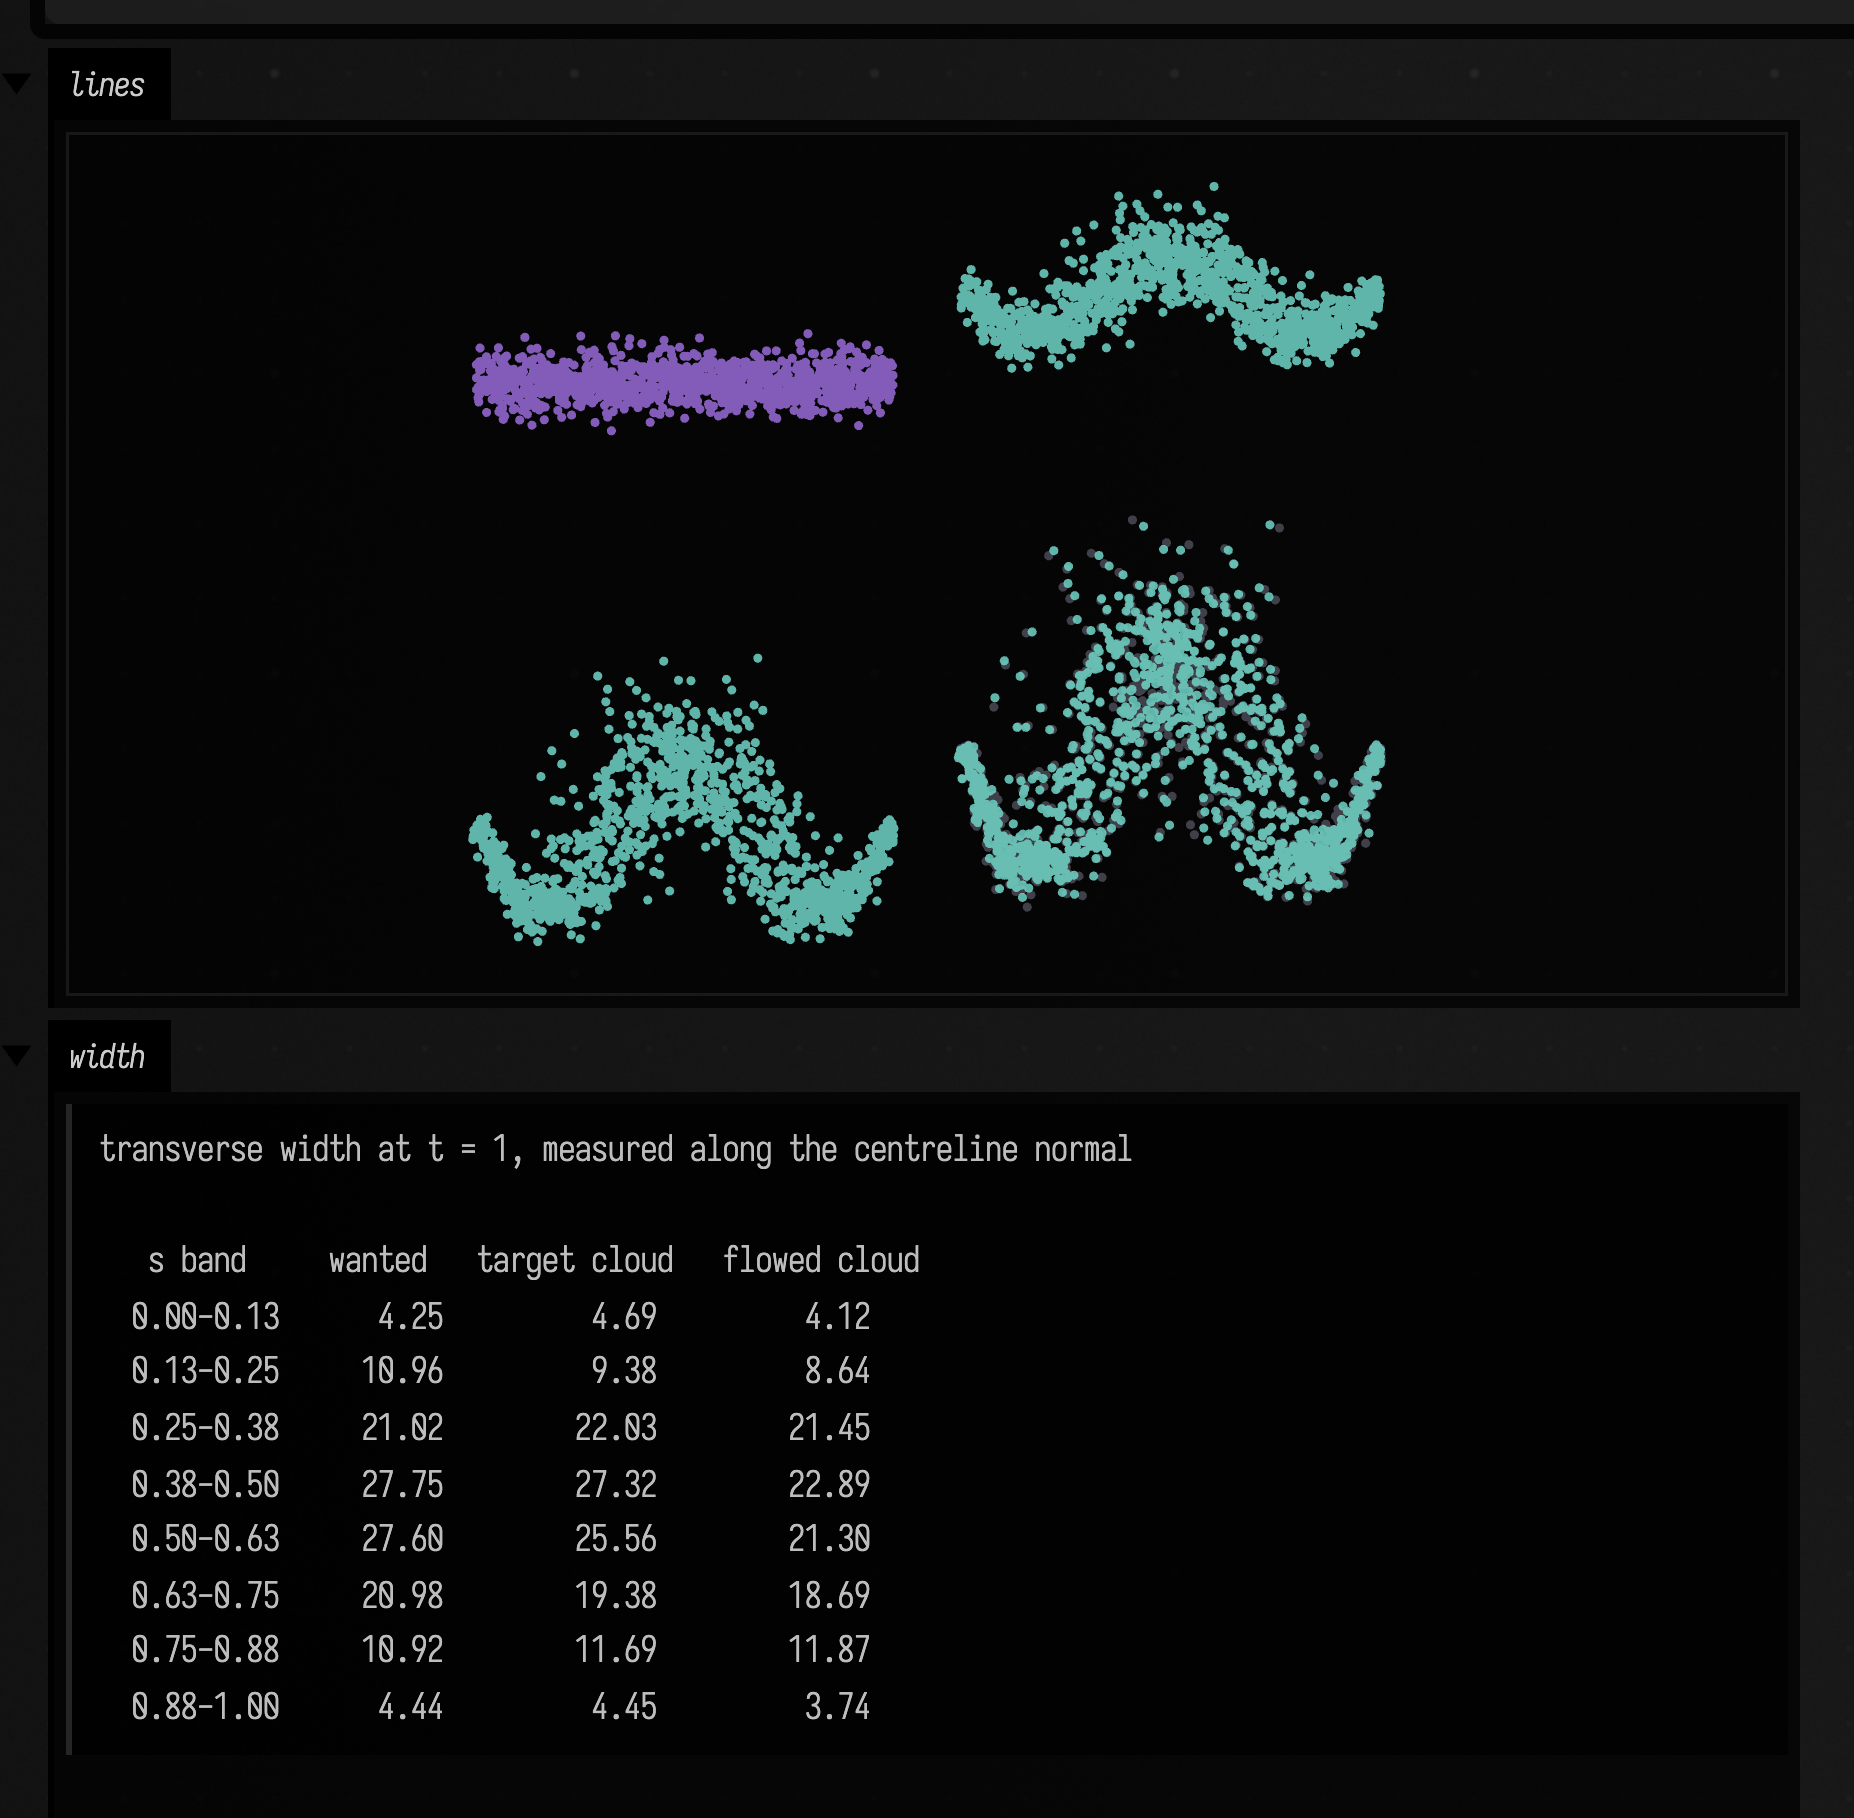 lines
width
transverse width at t = 1, measured along the centreline normal
s band wanted target cloud flowed cloud
0.00–0.13 4.25 4.69 4.12
0.13–0.25 10.96 9.38 8.64
0.25–0.38 21.02 22.03 21.45
0.38–0.50 27.75 27.32 22.89
0.50–0.63 27.60 25.56 21.30
0.63–0.75 20.98 19.38 18.69
0.75–0.88 10.92 11.69 11.87
0.88–1.00 4.44 4.45 3.74